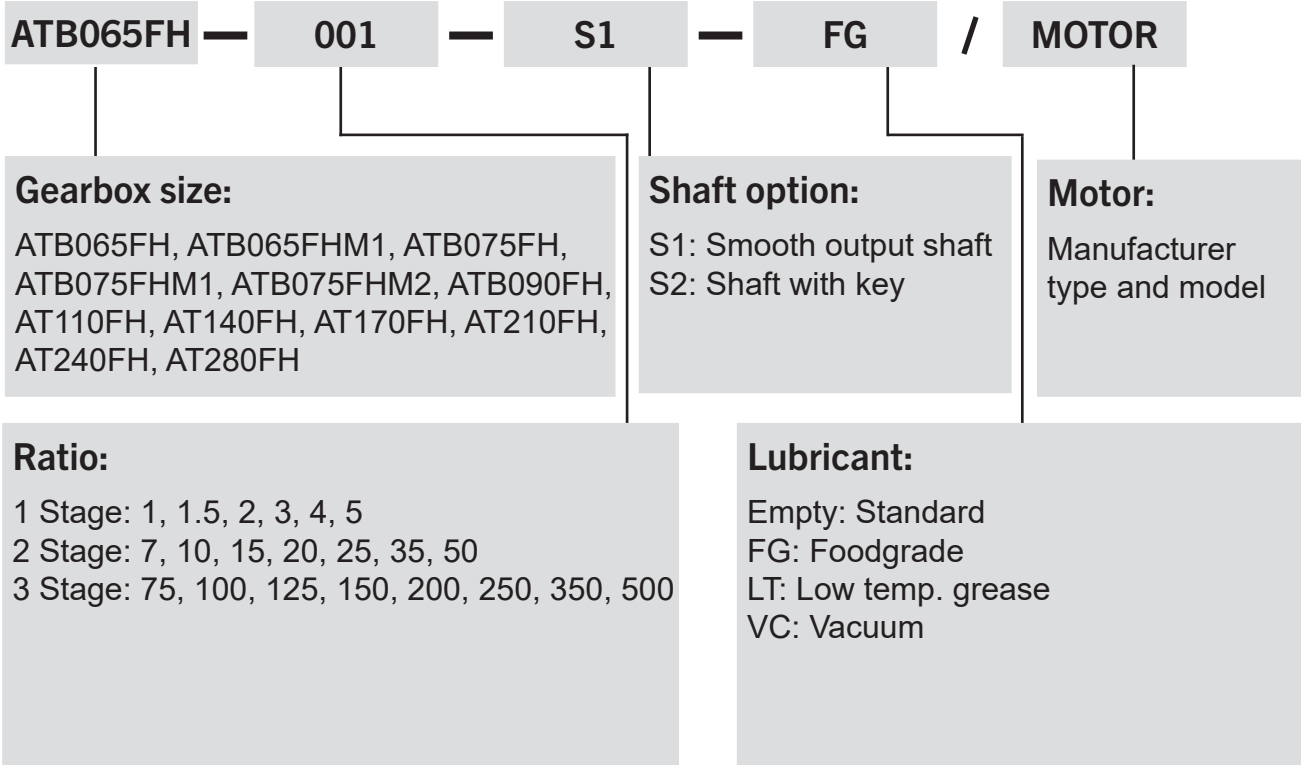 ATB065FH — 001 — S1 — FG / MOTOR
Gearbox size:
ATB065FH, ATB065FHM1, ATB075FH,
ATB075FHM1, ATB075FHM2, ATB090FH,
AT110FH, AT140FH, AT170FH, AT210FH,
AT240FH, AT280FH
Shaft option:
S1: Smooth output shaft
S2: Shaft with key
Motor:
Manufacturer
type and model
Ratio:
1 Stage: 1, 1.5, 2, 3, 4, 5
2 Stage: 7, 10, 15, 20, 25, 35, 50
3 Stage: 75, 100, 125, 150, 200, 250, 350, 500
Lubricant:
Empty: Standard
FG: Foodgrade
LT: Low temp. grease
VC: Vacuum